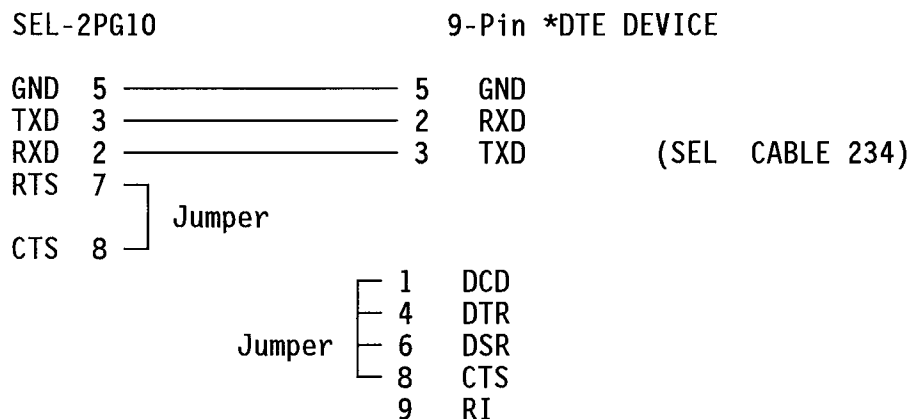 SEL-2PG10 9-Pin *DTE DEVICE
GND 5 5 GND
TXD 3 2 RXD
RXD 2 3 TXD (SEL CABLE 234)
RTS 7
Jumper
CTS 8
1 DCD
4 DTR
Jumper 6 DSR
8 CTS
9 RI